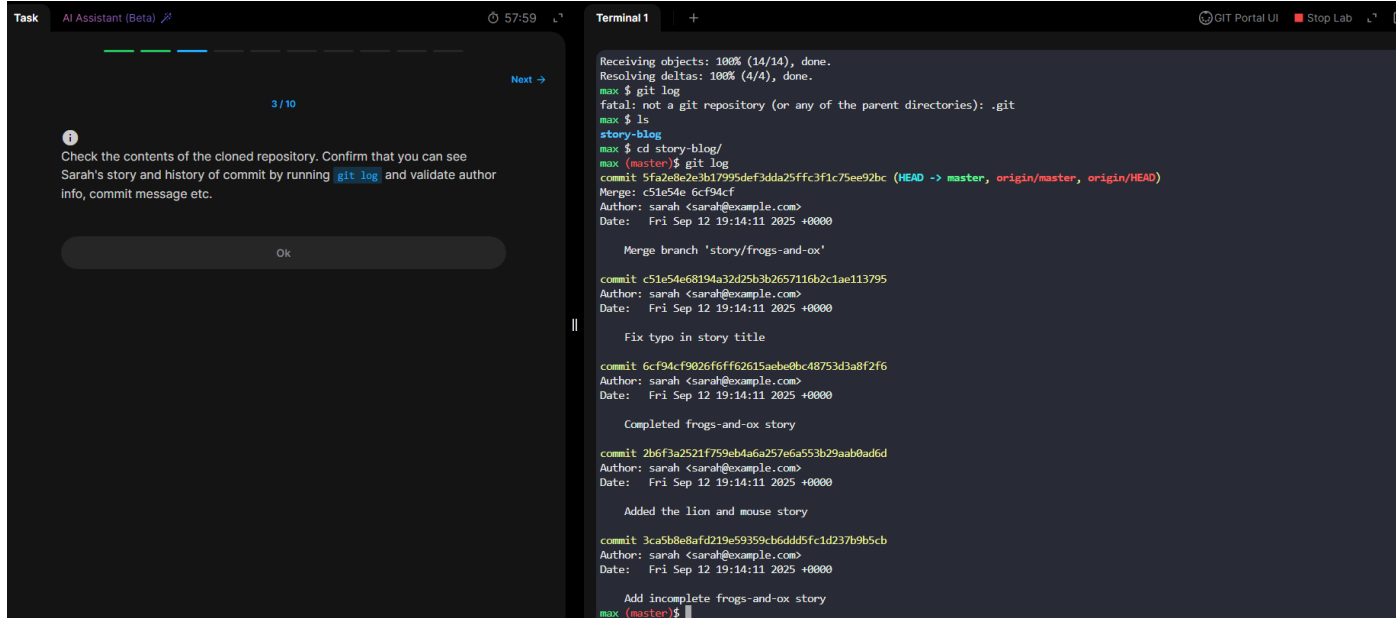 Task
AI Assistant (Beta)
57:59
Next →
3 / 10
Check the contents of the cloned repository. Confirm that you can see
Sarah's story and history of commit by running git log and validate author
info, commit message etc.
Ok
Terminal 1
+
GIT Portal UI
Stop Lab
Receiving objects: 100% (14/14), done.
Resolving deltas: 100% (4/4), done.
max $ git log
fatal: not a git repository (or any of the parent directories): .git
max $ ls
story-blog
max $ cd story-blog/
max (master)$ git log
commit 5fa2e8e2e3b17995def3dda25ffc3f1c75ee92bc (HEAD -> master, origin/master, origin/HEAD)
Merge: c51e54e 6cf94cf
Author: sarah <sarah@example.com>
Date:   Fri Sep 12 19:14:11 2025 +0000
Merge branch 'story/frogs-and-ox'
commit c51e54e68194a32d25b3b2657116b2c1ae113795
Author: sarah <sarah@example.com>
Date:   Fri Sep 12 19:14:11 2025 +0000
Fix typo in story title
commit 6cf94cf9026f6ff62615aebe0bc48753d3a8f2f6
Author: sarah <sarah@example.com>
Date:   Fri Sep 12 19:14:11 2025 +0000
Completed frogs-and-ox story
commit 2b6f3a2521f759eb4a6a257e6a553b29aab0ad6d
Author: sarah <sarah@example.com>
Date:   Fri Sep 12 19:14:11 2025 +0000
Added the lion and mouse story
commit 3ca5b8e8afd219e59359cb6ddd5fc1d237b9b5cb
Author: sarah <sarah@example.com>
Date:   Fri Sep 12 19:14:11 2025 +0000
Add incomplete frogs-and-ox story
max (master)$